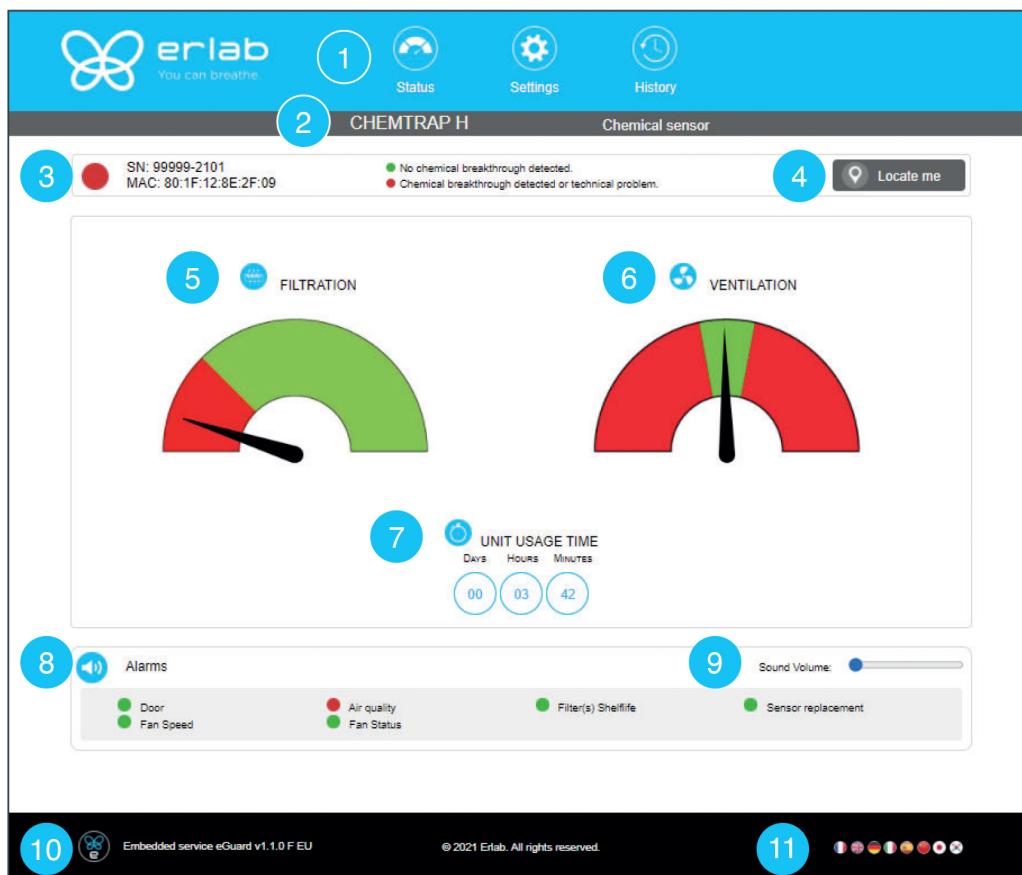 erlab
You can breathe.
1
Status
Settings
History
2
CHEMTRAP H
Chemical sensor
3
SN: 99999-2101
MAC: 80:1F:12:8E:2F:09
No chemical breakthrough detected.
Chemical breakthrough detected or technical problem.
4
Locate me
5
FILTRATION
6
VENTILATION
7
UNIT USAGE TIME
DAYS HOURS MINUTES
00 03 42
8
Alarms
9
Sound Volume:
Door
Air quality
Filter(s) Shelflife
Sensor replacement
Fan Speed
Fan Status
10
e
Embedded service eGuard v1.1.0 F EU
© 2021 Erlab. All rights reserved.
11